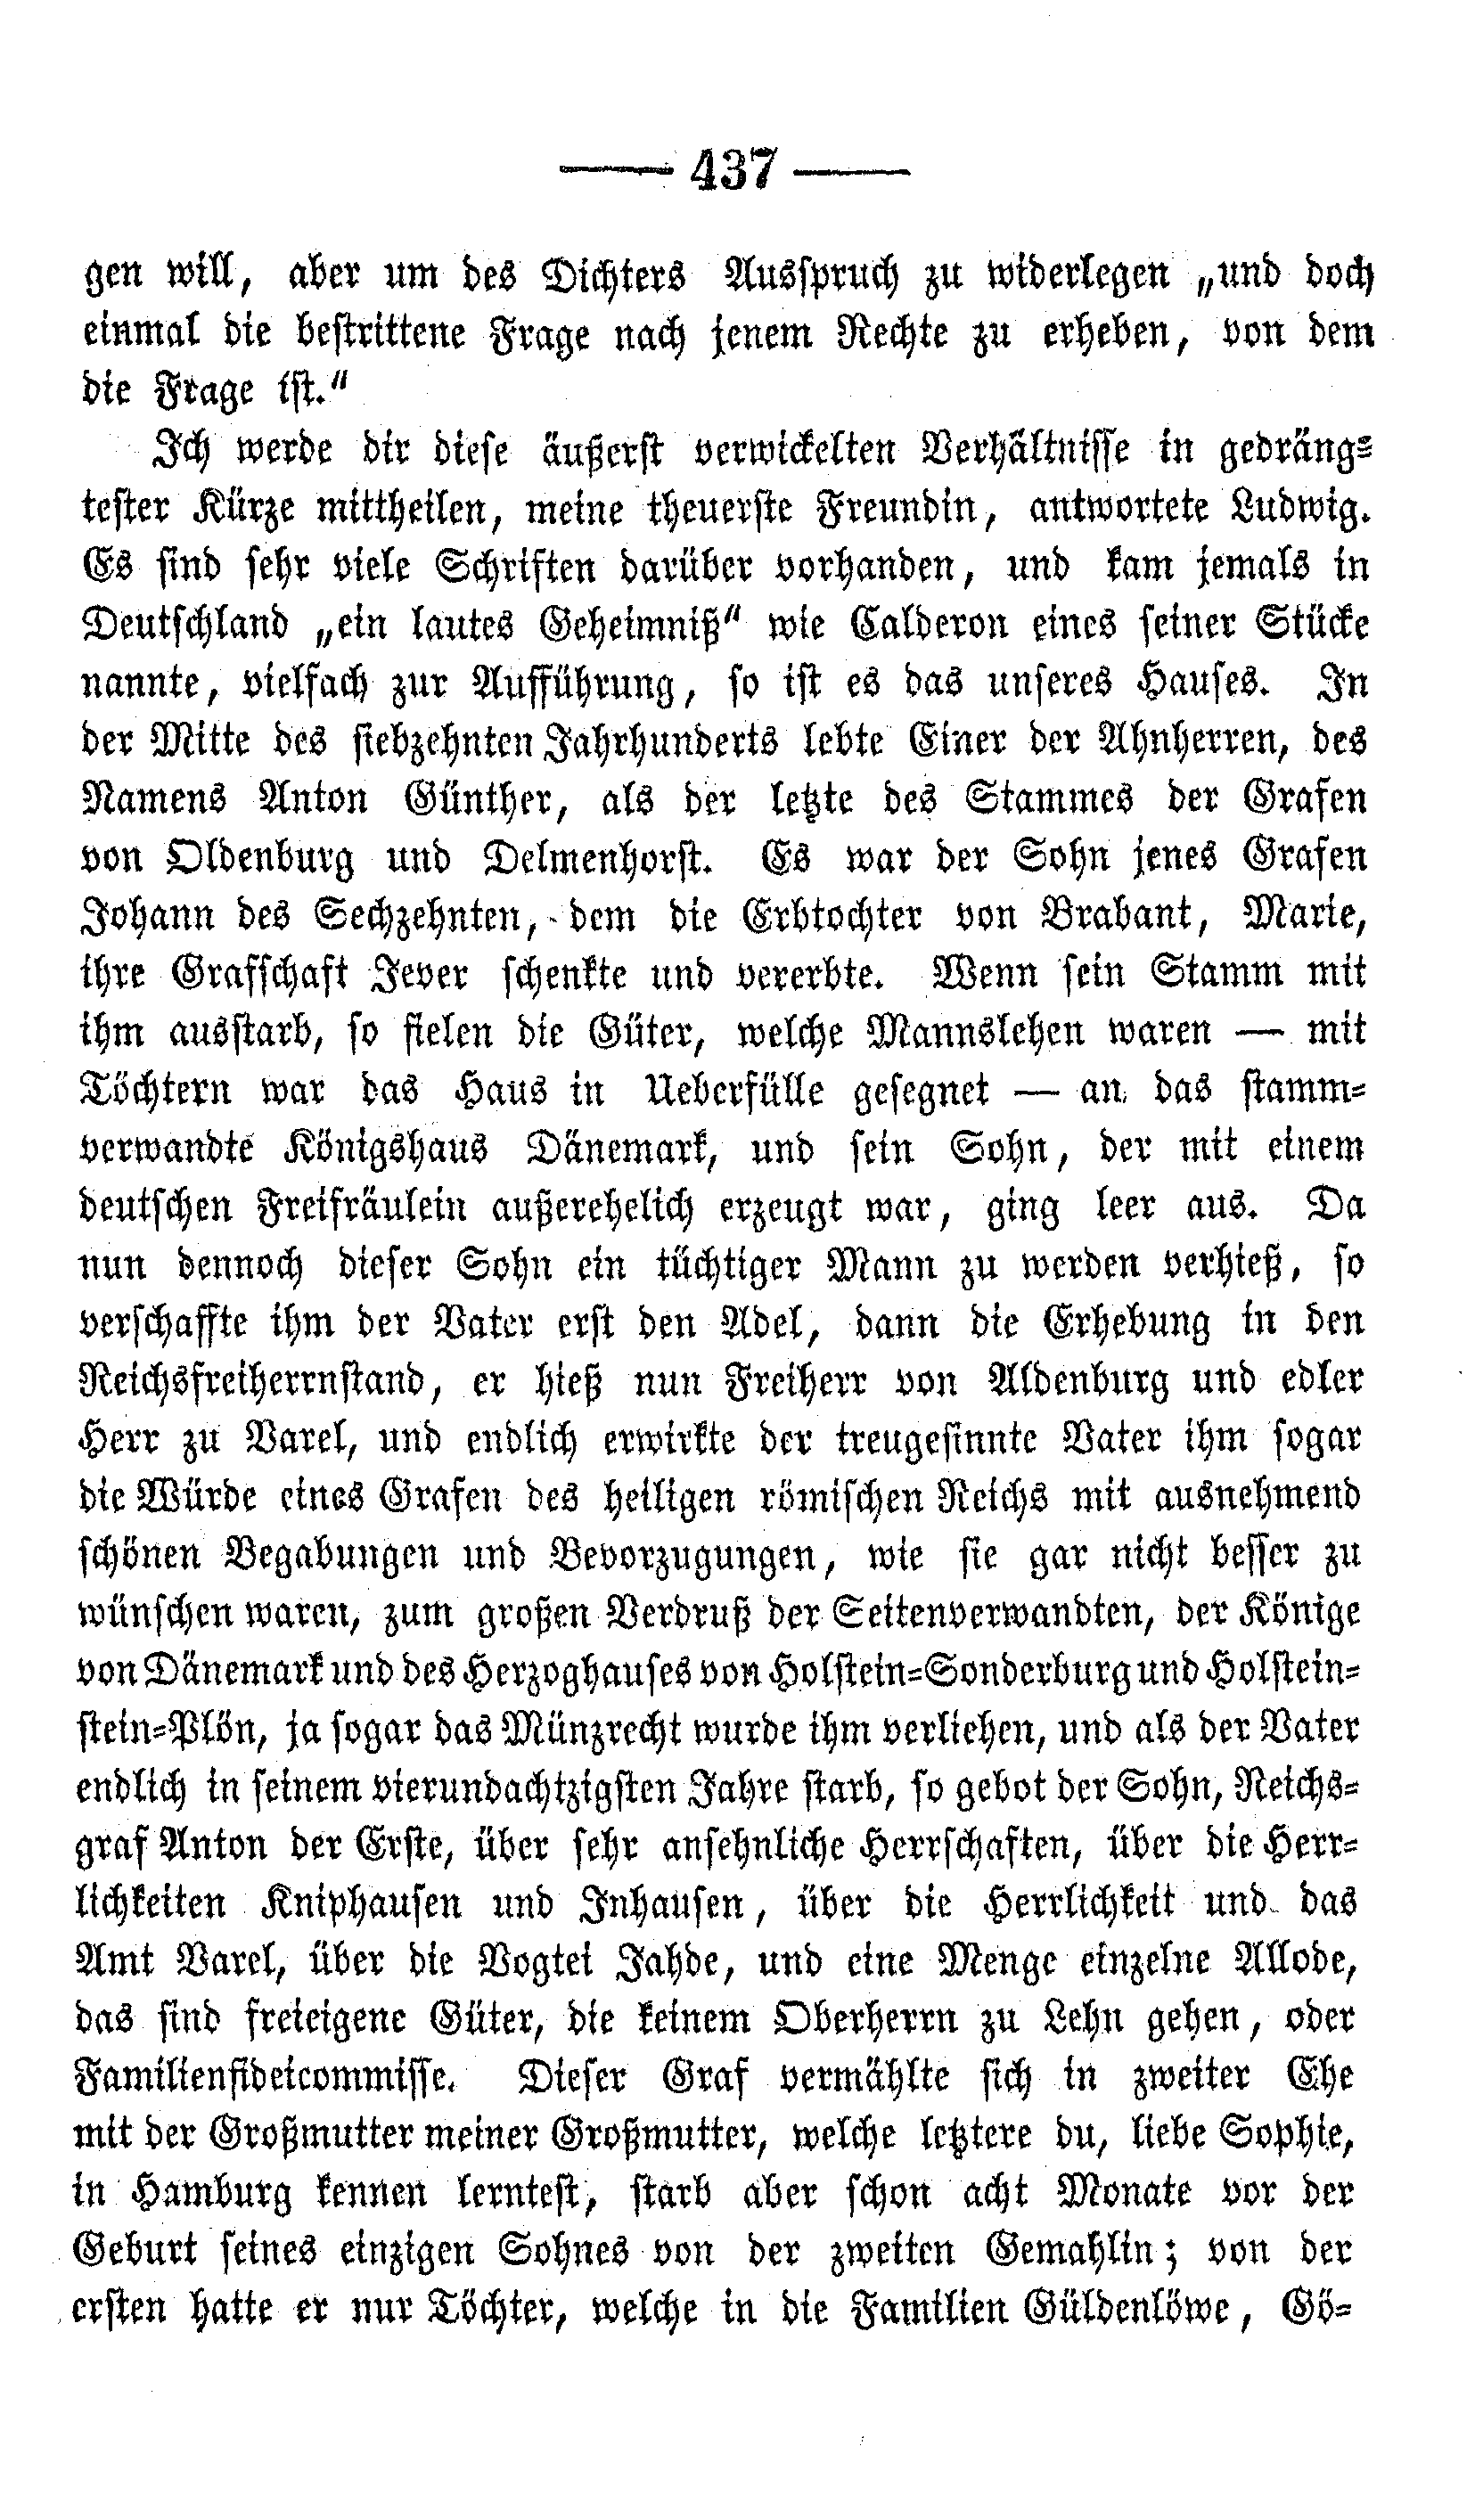 — 437 —
gen will, aber um des Dichters Ausspruch zu widerlegen „und doch
einmal die bestrittene Frage nach jenem Rechte zu erheben, von dem
die Frage ist.“
Ich werde dir diese äußerst verwickelten Verhältnisse in gedräng-
tester Kürze mittheilen, meine theuerste Freundin, antwortete Ludwig.
Es sind sehr viele Schriften darüber vorhanden, und kam jemals in
Deutschland „ein lautes Geheimniß“ wie Calderon eines seiner Stücke
nannte, vielfach zur Aufführung, so ist es das unseres Hauses. In
der Mitte des siebzehnten Jahrhunderts lebte Einer der Ahnherren, des
Namens Anton Günther, als der letzte des Stammes der Grafen
von Oldenburg und Delmenhorst. Es war der Sohn jenes Grafen
Johann des Sechzehnten, dem die Erbtochter von Brabant, Marie,
ihre Grafschaft Jever schenkte und vererbte. Wenn sein Stamm mit
ihm ausstarb, so fielen die Güter, welche Mannslehen waren — mit
Töchtern war das Haus in Ueberfülle gesegnet — an das stamm-
verwandte Königshaus Dänemark, und sein Sohn, der mit einem
deutschen Freifräulein außerehelich erzeugt war, ging leer aus. Da
nun dennoch dieser Sohn ein tüchtiger Mann zu werden verhieß, so
verschaffte ihm der Vater erst den Adel, dann die Erhebung in den
Reichsfreiherrnstand, er hieß nun Freiherr von Aldenburg und edler
Herr zu Varel, und endlich erwirkte der treugesinnte Vater ihm sogar
die Würde eines Grafen des heiligen römischen Reichs mit ausnehmend
schönen Begabungen und Bevorzugungen, wie sie gar nicht besser zu
wünschen waren, zum großen Verdruß der Seitenverwandten, der Könige
von Dänemark und des Herzoghauses von Holstein-Sonderburg und Holstein-
stein-Plön, ja sogar das Münzrecht wurde ihm verliehen, und als der Vater
endlich in seinem vierundachtzigsten Jahre starb, so gebot der Sohn, Reichs-
graf Anton der Erste, über sehr ansehnliche Herrschaften, über die Herr-
lichkeiten Kniphausen und Inhausen, über die Herrlichkeit und das
Amt Varel, über die Vogtei Jahde, und eine Menge einzelne Allode,
das sind freieigene Güter, die keinem Oberherrn zu Lehn gehen, oder
Familienfideicommisse. Dieser Graf vermählte sich in zweiter Ehe
mit der Großmutter meiner Großmutter, welche letztere du, liebe Sophie,
in Hamburg kennen lerntest, starb aber schon acht Monate vor der
Geburt seines einzigen Sohnes von der zweiten Gemahlin; von der
ersten hatte er nur Töchter, welche in die Familien Güldenlöwe, Gö-